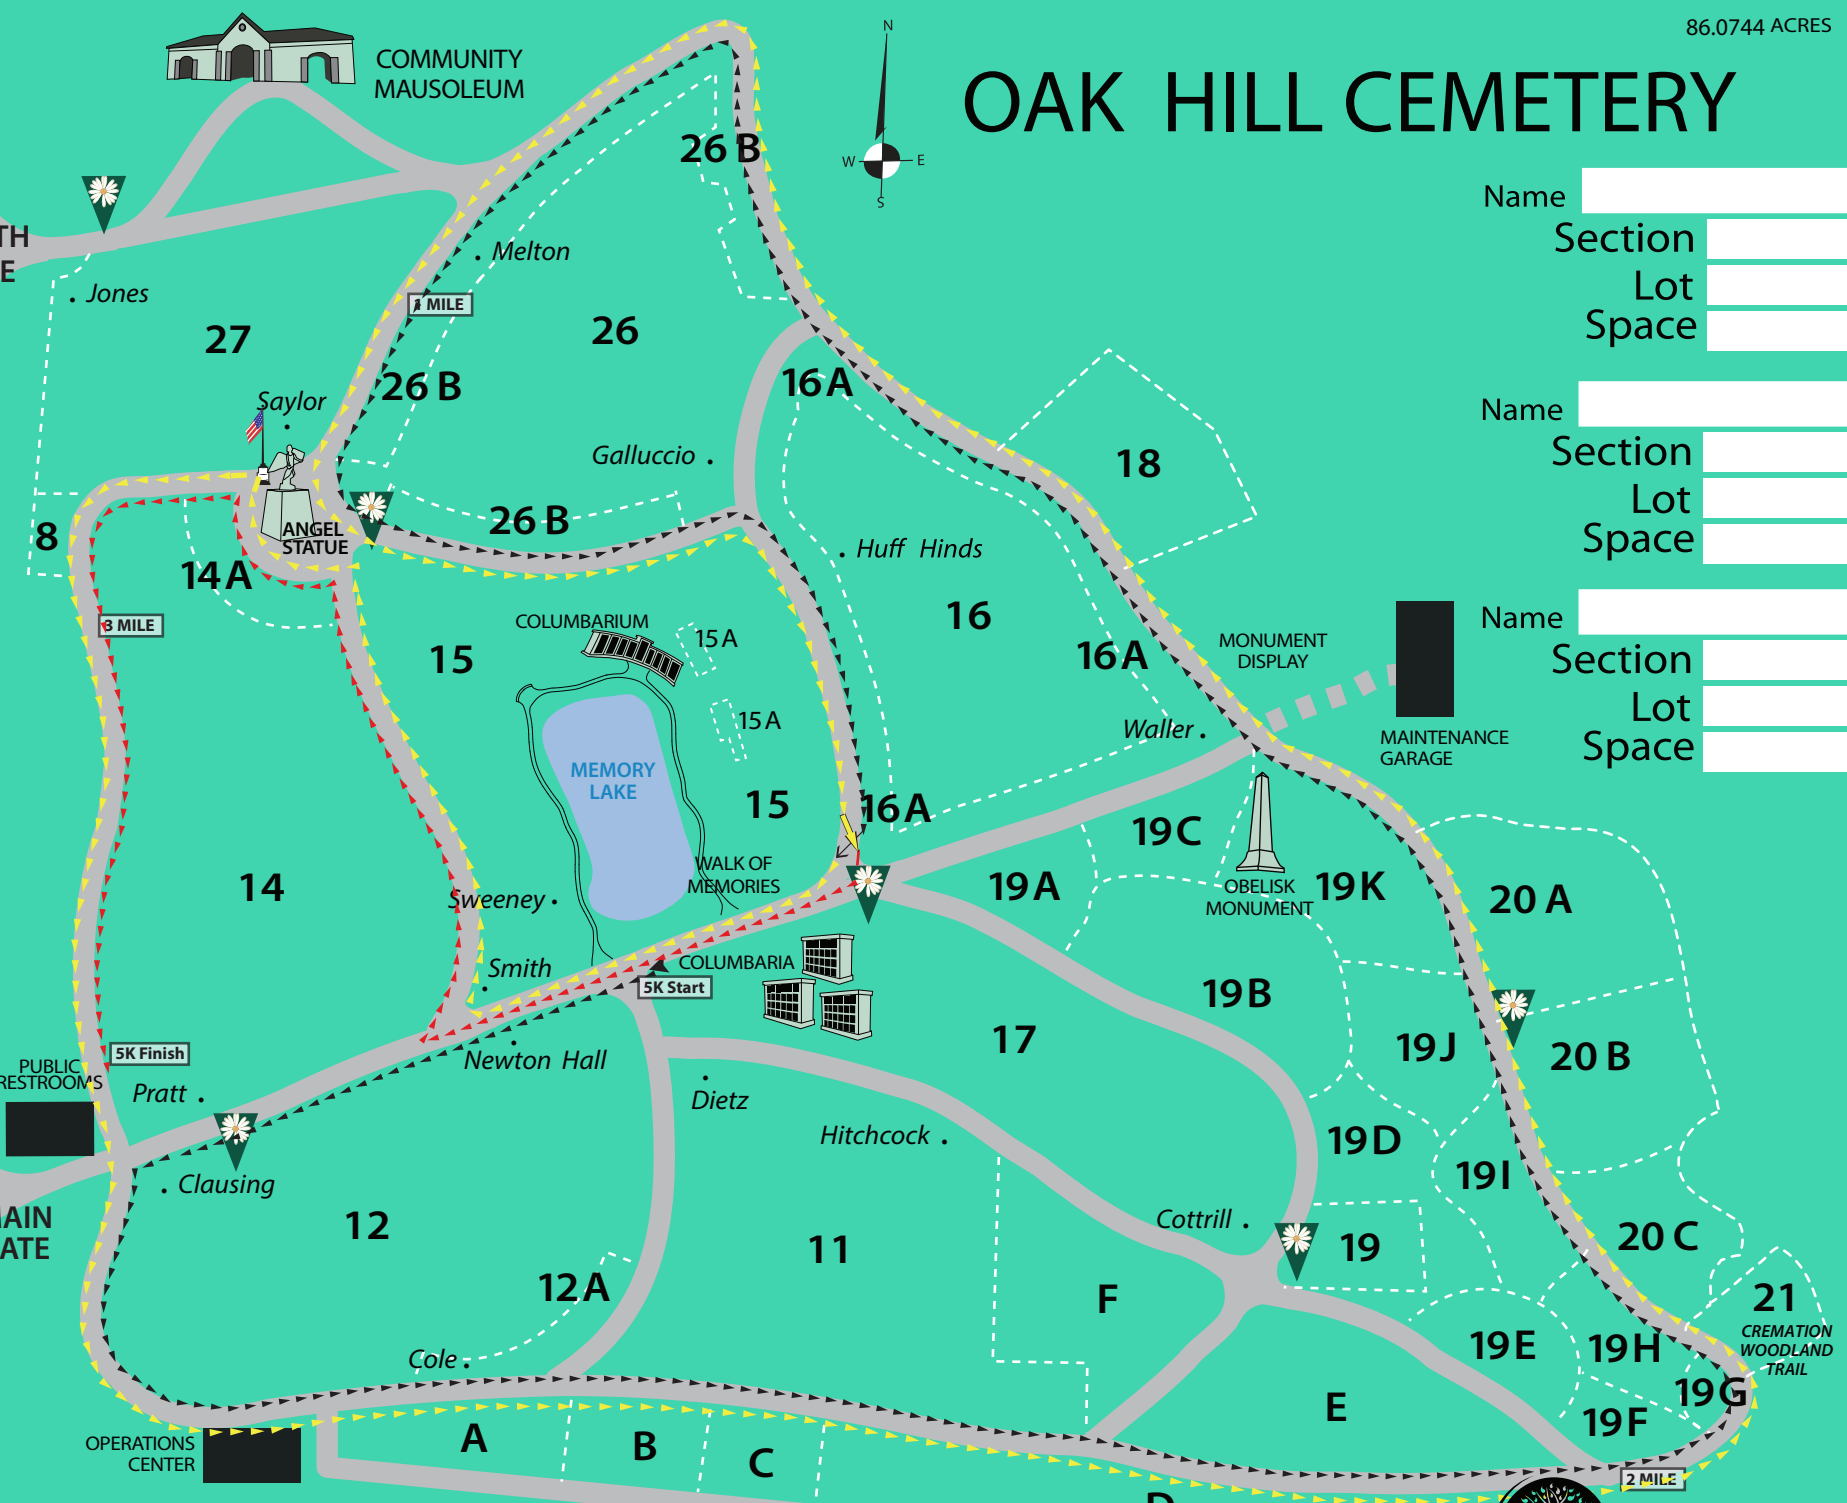 86.0744 ACRES
OAK HILL CEMETERY
COMMUNITY
MAUSOLEUM
N
W
E
S
Name
Section
Lot
Space
Name
Section
Lot
Space
Name
Section
Lot
Space
26 B
TH
E
Melton
Jones
1 MILE
27
26
26 B
16 A
Saylor
Galluccio
18
8
ANGEL
STATUE
26 B
14 A
Huff Hinds
16
3 MILE
COLUMBARIUM
15 A
15
16 A
MONUMENT
DISPLAY
15 A
Waller
MAINTENANCE
GARAGE
MEMORY
LAKE
15
16 A
19 C
WALK OF
MEMORIES
14
Sweeney
19 A
OBELISK
MONUMENT
19 K
20 A
Smith
COLUMBARIA
5K Start
19 B
17
19 J
20 B
5K Finish
PUBLIC
RESTROOMS
Newton Hall
Pratt
Dietz
Hitchcock
19 D
19 I
Clausing
MAIN
GATE
12
11
Cottrill
19
20 C
12 A
F
21
CREMATION
WOODLAND
TRAIL
19 E
19 H
Cole
19 G
E
19 F
OPERATIONS
CENTER
A
B
C
2 MILE
D